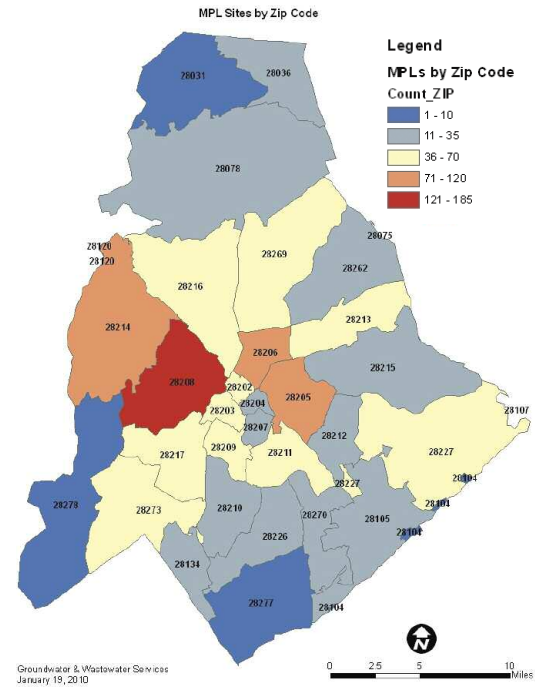 MPL Sites by Zip Code
Legend
MPLs by Zip Code
Count_ZIP
1 - 10
11 - 35
36 - 70
71 - 120
121 - 185
28031
28036
28078
28120
28120
28075
28269
28262
28216
28214
28213
28206
28215
28208
28202
28205
28204
28203
28107
28207
28212
28209
28211
28217
28227
28227
28104
28278
28273
28210
28270
28105
28104
28226
28104
28134
28277
28104
Groundwater & Wastewater Services
January 19, 2010
N
0 2.5 5 10
Miles